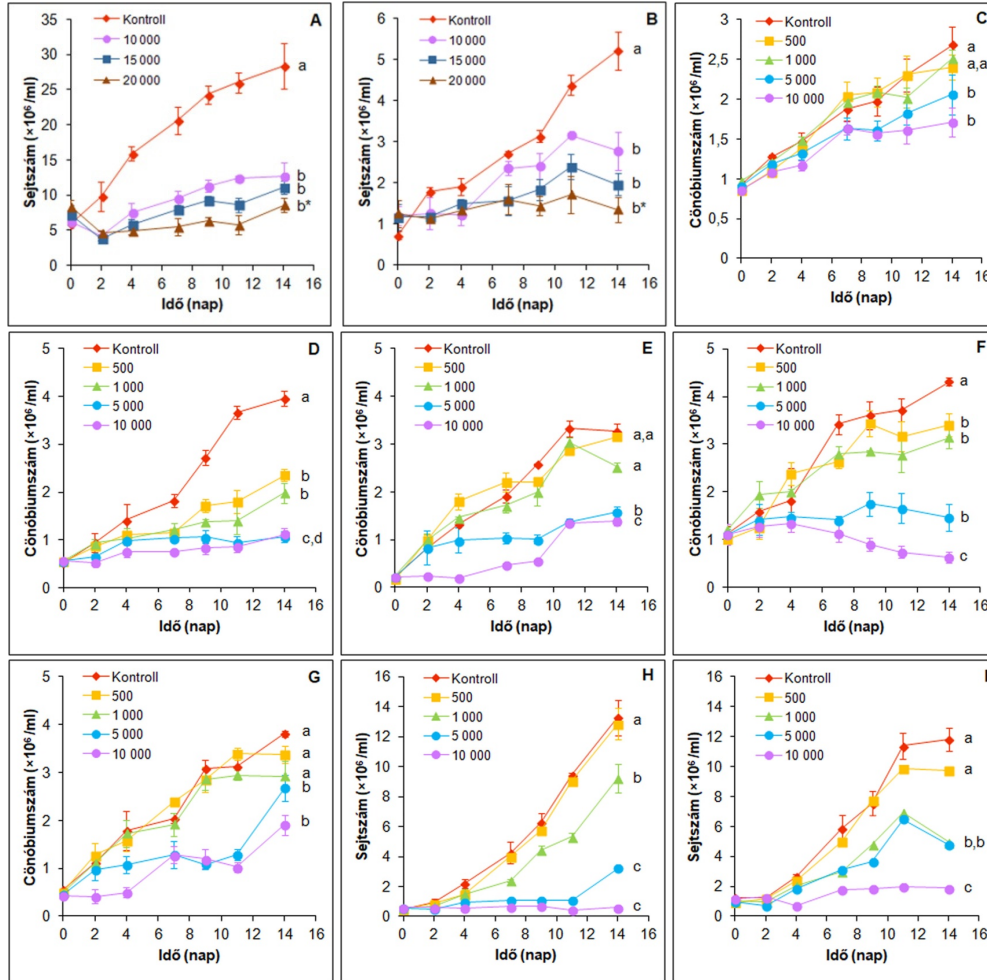 A
Kontroll
10 000
15 000
20 000
Sejtszám (×10⁶/ml)
35
30
25
20
15
10
5
0
0 2 4 6 8 10 12 14 16
Idő (nap)
a
b
b
b*
B
Kontroll
10 000
15 000
20 000
Sejtszám (×10⁶/ml)
6
5
4
3
2
1
0
0 2 4 6 8 10 12 14 16
Idő (nap)
a
b
b
b*
C
Kontroll
500
1 000
5 000
10 000
Cönóbiumszám (×10⁶/ml)
3
2,5
2
1,5
1
0,5
0
0 2 4 6 8 10 12 14 16
Idő (nap)
a
a,a
b
b
D
Kontroll
500
1 000
5 000
10 000
Cönóbiumszám (×10⁶/ml)
5
4
3
2
1
0
0 2 4 6 8 10 12 14 16
Idő (nap)
a
b
b
c,d
E
Kontroll
500
1 000
5 000
10 000
Cönóbiumszám (×10⁶/ml)
5
4
3
2
1
0
0 2 4 6 8 10 12 14 16
Idő (nap)
a,a
a
b
c
F
Kontroll
500
1 000
5 000
10 000
Cönóbiumszám (×10⁶/ml)
5
4
3
2
1
0
0 2 4 6 8 10 12 14 16
Idő (nap)
a
b
b
b
c
G
Kontroll
500
1 000
5 000
10 000
Cönóbiumszám (×10⁶/ml)
5
4
3
2
1
0
0 2 4 6 8 10 12 14 16
Idő (nap)
a
a
a
b
b
H
Kontroll
500
1 000
5 000
10 000
Sejtszám (×10⁶/ml)
16
14
12
10
8
6
4
2
0
0 2 4 6 8 10 12 14 16
Idő (nap)
a
b
c
c
I
Kontroll
500
1 000
5 000
10 000
Sejtszám (×10⁶/ml)
16
14
12
10
8
6
4
2
0
0 2 4 6 8 10 12 14 16
Idő (nap)
a
a
b,b
c